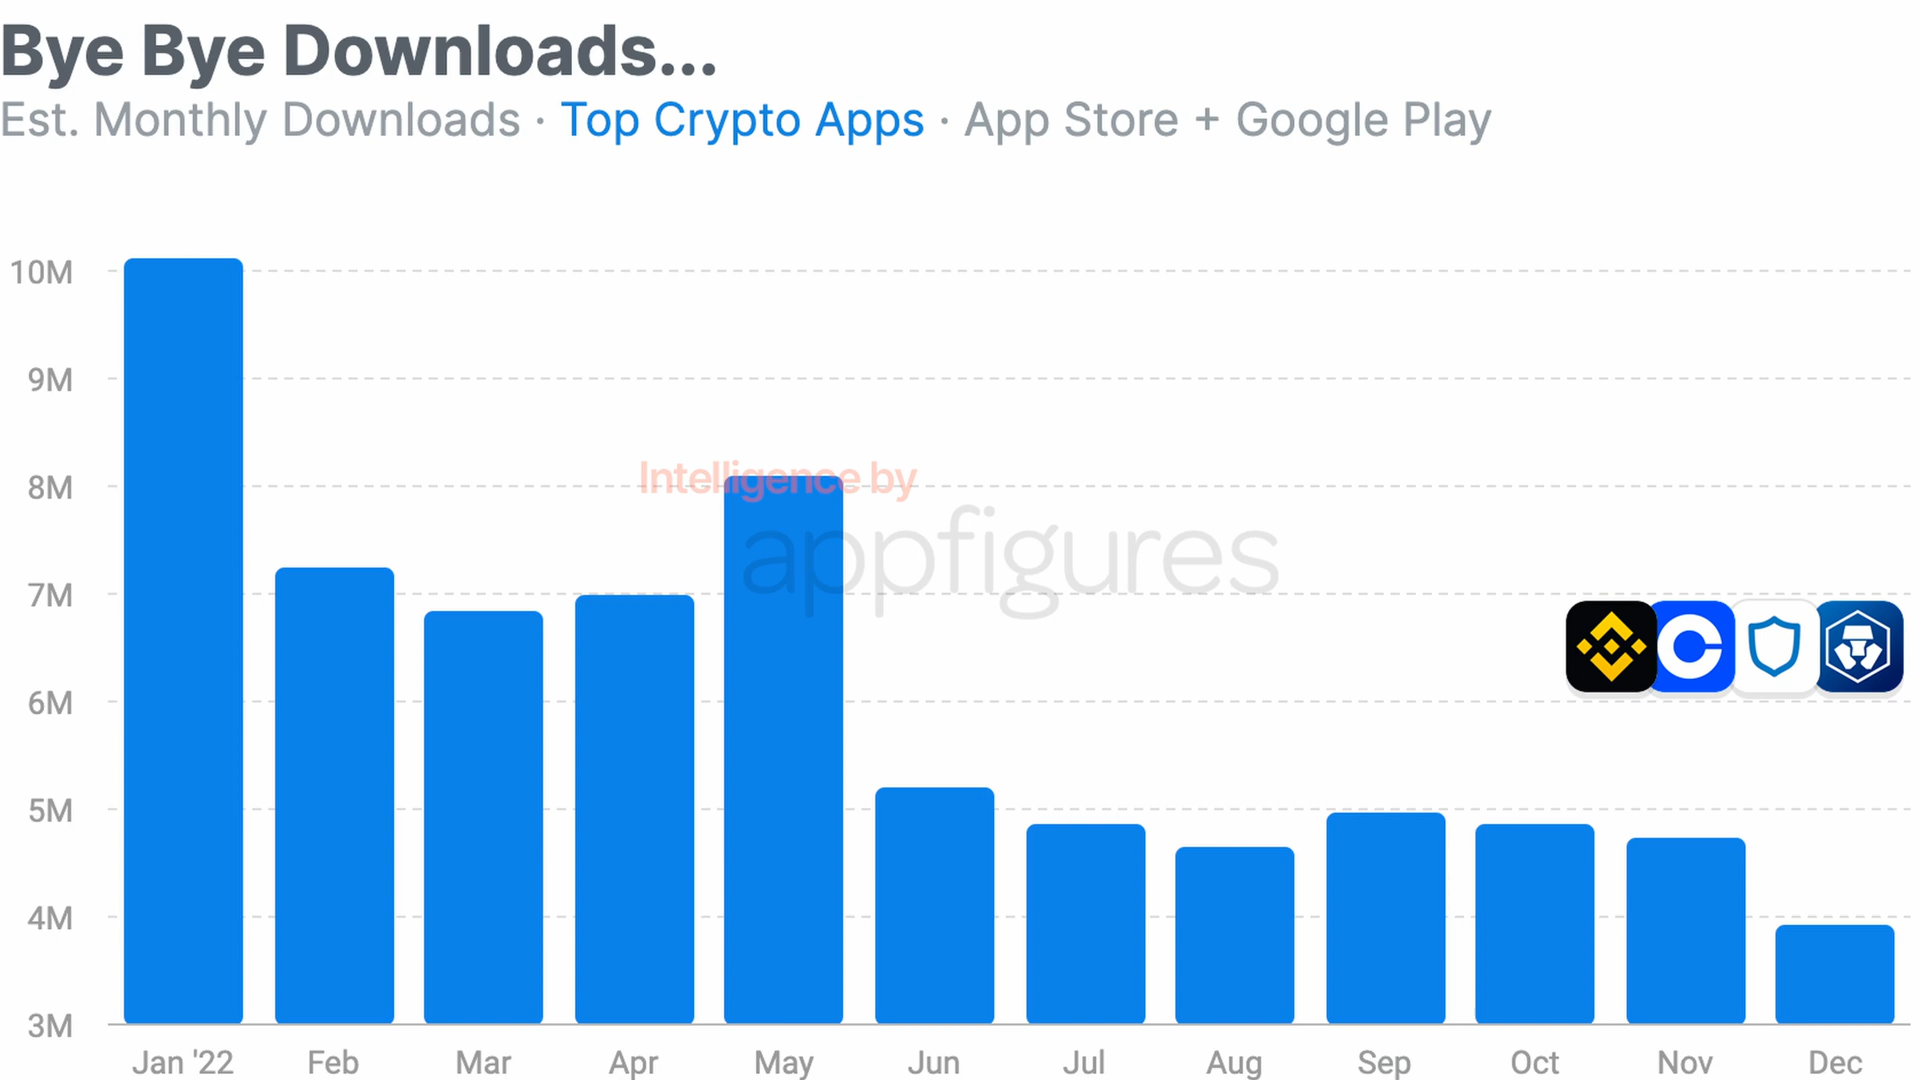 Bye Bye Downloads...
Est. Monthly Downloads · Top Crypto Apps · App Store + Google Play
10M
9M
8M
7M
6M
5M
4M
3M
Intelligence by
appfigures
Jan '22 Feb Mar Apr May Jun Jul Aug Sep Oct Nov Dec